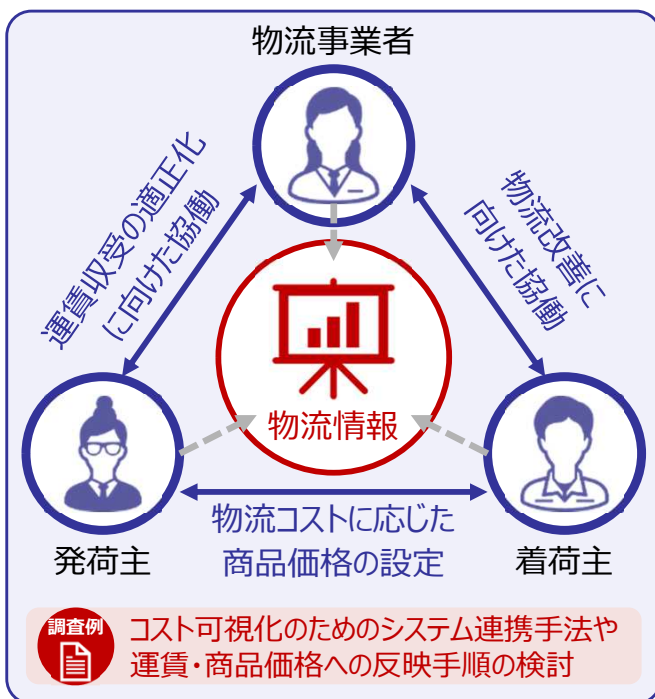 物流事業者
運賃収受の適正化
に向けた協働
物流改善に
向けた協働
物流情報
発荷主
物流コストに応じた
商品価格の設定
着荷主
調査例
コスト可視化のためのシステム連携手法や
運賃・商品価格への反映手順の検討